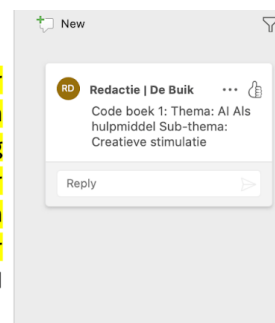 New
RD
Redactie | De Buik
Code boek 1: Thema: AI Als
hulpmiddel Sub-thema:
Creatieve stimulatie
Reply